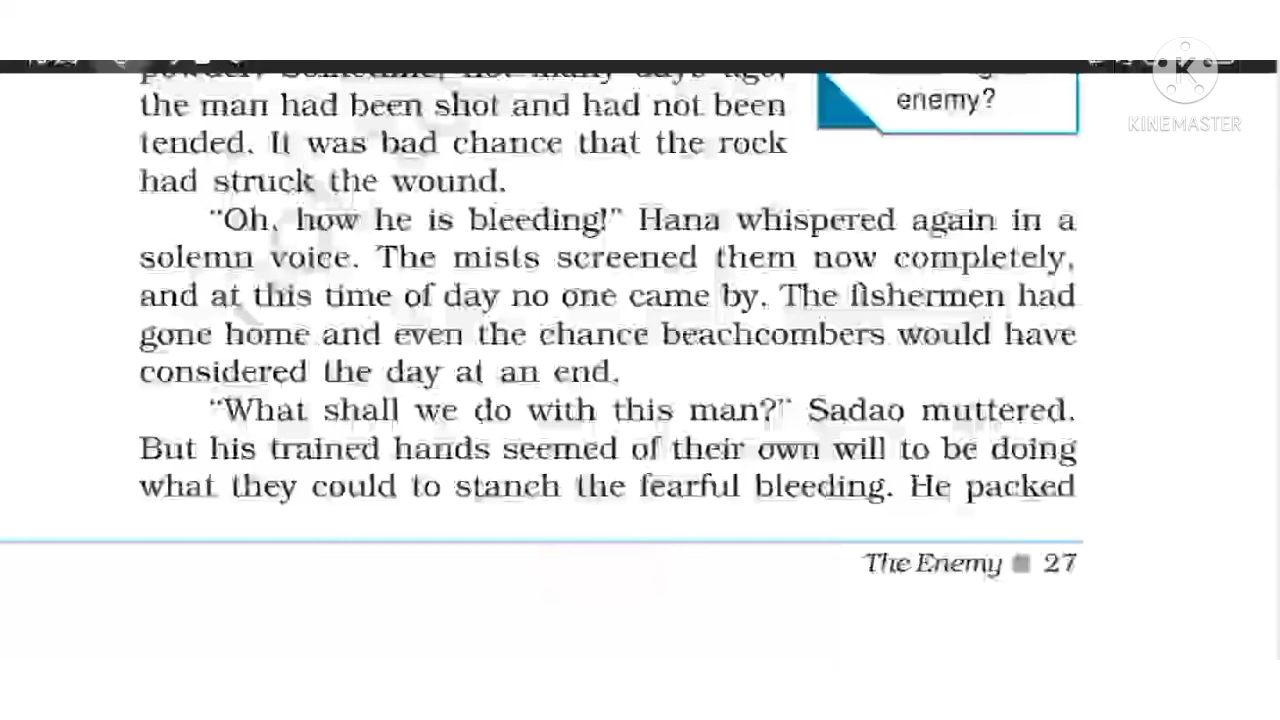 the man had been shot and had not been
tended. It was bad chance that the rock
had struck the wound.
enemy?
KINEMASTER
"Oh, how he is bleeding!" Hana whispered again in a
solemn voice. The mists screened them now completely,
and at this time of day no one came by. The fishermen had
gone home and even the chance beachcombers would have
considered the day at an end.
"What shall we do with this man?" Sadao muttered.
But his trained hands seemed of their own will to be doing
what they could to stanch the fearful bleeding. He packed
The Enemy 27